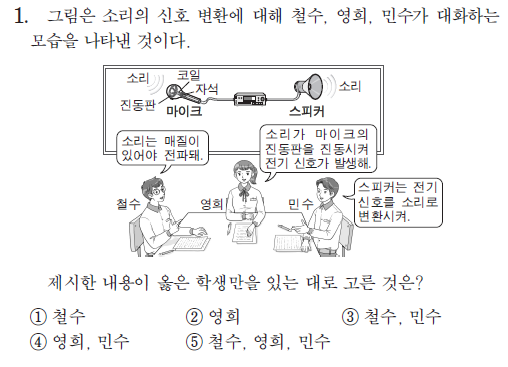 1. 그림은 소리의 신호 변환에 대해 철수, 영희, 민수가 대화하는
모습을 나타낸 것이다.
소리
코일
자석
진동판
마이크
스피커
소리
소리는 매질이
있어야 전파돼.
소리가 마이크의
진동판을 진동시켜
전기 신호가 발생해.
스피커는 전기
신호를 소리로
변환시켜.
철수
영희
민수
제시한 내용이 옳은 학생만을 있는 대로 고른 것은?
① 철수 ② 영희 ③ 철수, 민수
④ 영희, 민수 ⑤ 철수, 영희, 민수